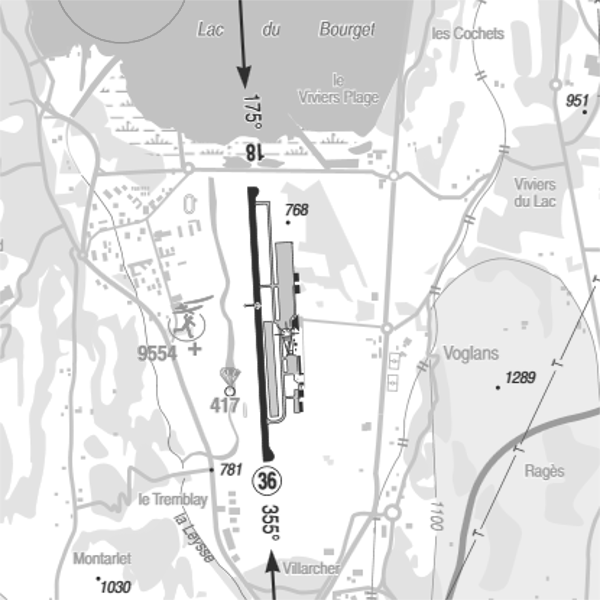 Lac du Bourget
les Cochets
le
Viviers Plage
951
175°
18
Viviers
du Lac
768
9554
Voglans
1289
417
781
36
Ragès
le Tremblay
la Leysse
355°
1100
Montarlet
Villarcher
1030